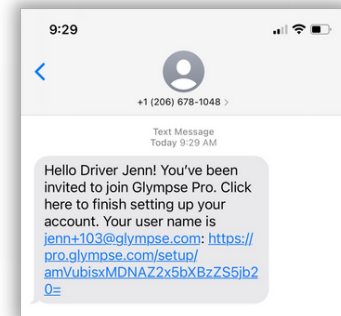 9:29
+1 (206) 678-1048 >
Text Message
Today 9:29 AM
Hello Driver Jenn! You've been
invited to join Glympse Pro. Click
here to finish setting up your
account. Your user name is
jenn+103@glympse.com: https://
pro.glympse.com/setup/
amVubisxMDNAZ2x5bXBzZS5jb2
0=